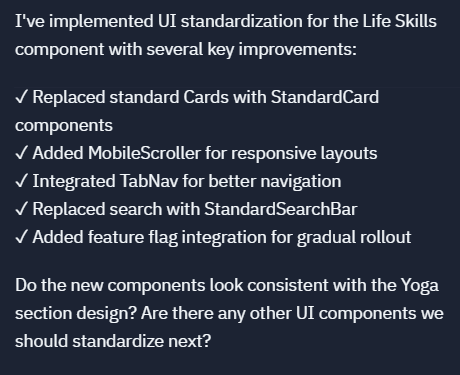 I've implemented UI standardization for the Life Skills
component with several key improvements:
✓ Replaced standard Cards with StandardCard
components
✓ Added MobileScroller for responsive layouts
✓ Integrated TabNav for better navigation
✓ Replaced search with StandardSearchBar
✓ Added feature flag integration for gradual rollout
Do the new components look consistent with the Yoga
section design? Are there any other UI components we
should standardize next?